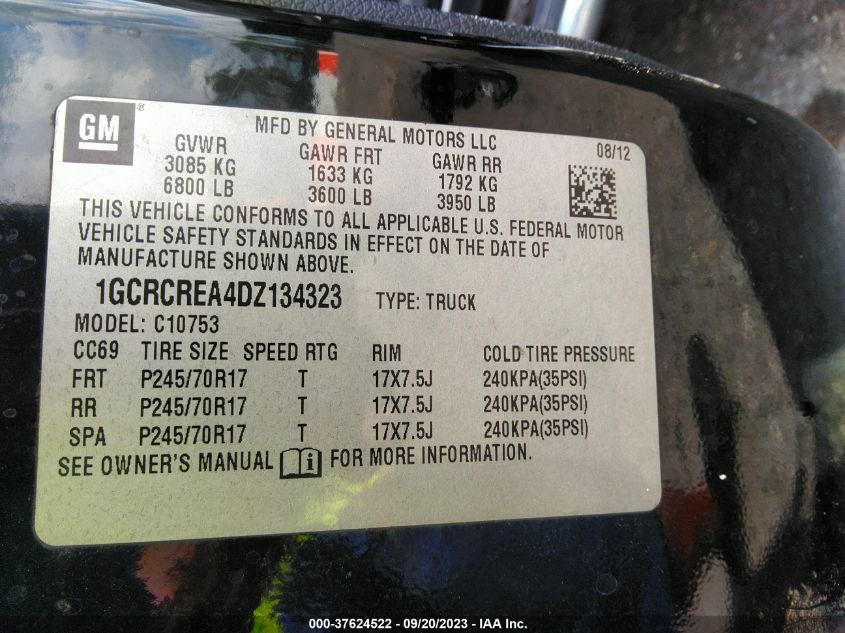 GM ®
MFD BY GENERAL MOTORS LLC
08/12
GVWR GAWR FRT GAWR RR
3085 KG 1633 KG 1792 KG
6800 LB 3600 LB 3950 LB
THIS VEHICLE CONFORMS TO ALL APPLICABLE U.S. FEDERAL MOTOR
VEHICLE SAFETY STANDARDS IN EFFECT ON THE DATE OF
MANUFACTURE SHOWN ABOVE.
1GCRCREA4DZ134323 TYPE: TRUCK
MODEL: C10753
CC69 TIRE SIZE SPEED RTG RIM COLD TIRE PRESSURE
FRT P245/70R17 T 17X7.5J 240KPA(35PSI)
RR P245/70R17 T 17X7.5J 240KPA(35PSI)
SPA P245/70R17 T 17X7.5J 240KPA(35PSI)
SEE OWNER'S MANUAL i FOR MORE INFORMATION.
000-37624522 - 09/20/2023 - IAA Inc.